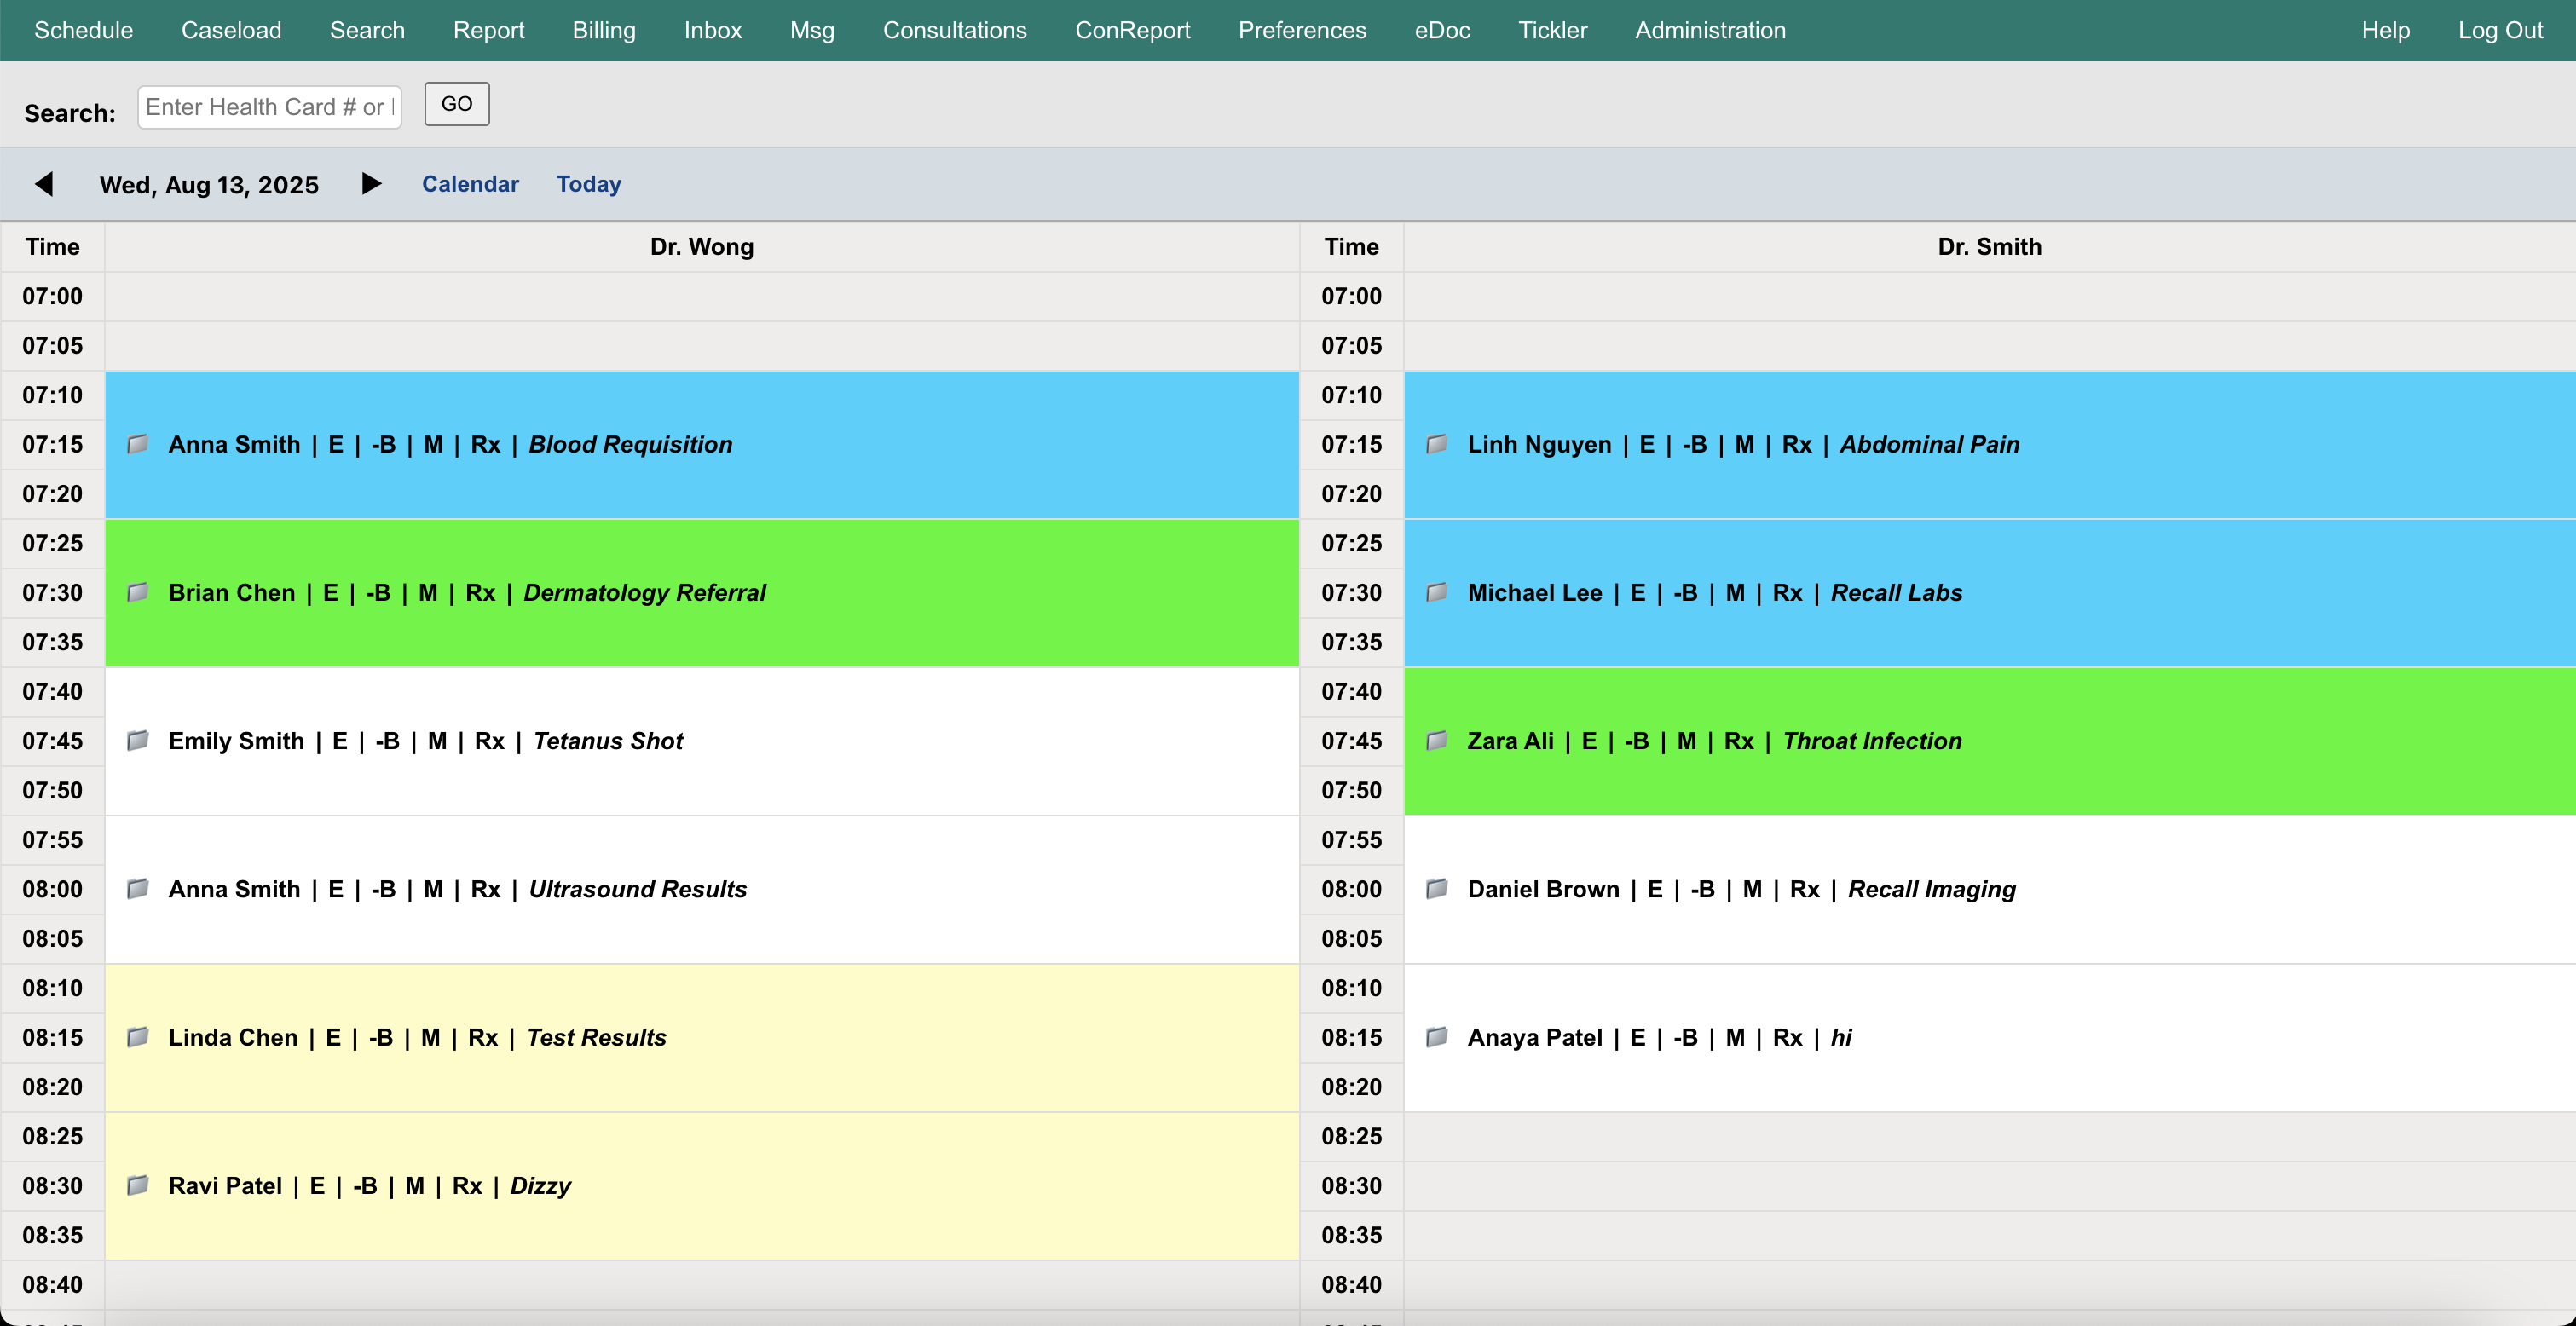 Schedule Caseload Search Report Billing Inbox Msg Consultations ConReport Preferences eDoc Tickler Administration Help Log Out
Search: Enter Health Card # or GO
Wed, Aug 13, 2025 Calendar Today
Time Dr. Wong Time Dr. Smith
07:00 07:00
07:05 07:05
07:10 07:10
07:15 Anna Smith | E | -B | M | Rx | Blood Requisition 07:15 Linh Nguyen | E | -B | M | Rx | Abdominal Pain
07:20 07:20
07:25 07:25
07:30 Brian Chen | E | -B | M | Rx | Dermatology Referral 07:30 Michael Lee | E | -B | M | Rx | Recall Labs
07:35 07:35
07:40 07:40
07:45 Emily Smith | E | -B | M | Rx | Tetanus Shot 07:45 Zara Ali | E | -B | M | Rx | Throat Infection
07:50 07:50
07:55 07:55
08:00 Anna Smith | E | -B | M | Rx | Ultrasound Results 08:00 Daniel Brown | E | -B | M | Rx | Recall Imaging
08:05 08:05
08:10 08:10
08:15 Linda Chen | E | -B | M | Rx | Test Results 08:15 Anaya Patel | E | -B | M | Rx | hi
08:20 08:20
08:25 08:25
08:30 Ravi Patel | E | -B | M | Rx | Dizzy 08:30
08:35 08:35
08:40 08:40